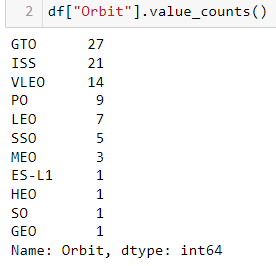 2 df["Orbit"].value_counts()
GTO 27
ISS 21
VLEO 14
PO 9
LEO 7
SSO 5
MEO 3
ES-L1 1
HEO 1
SO 1
GEO 1
Name: Orbit, dtype: int64